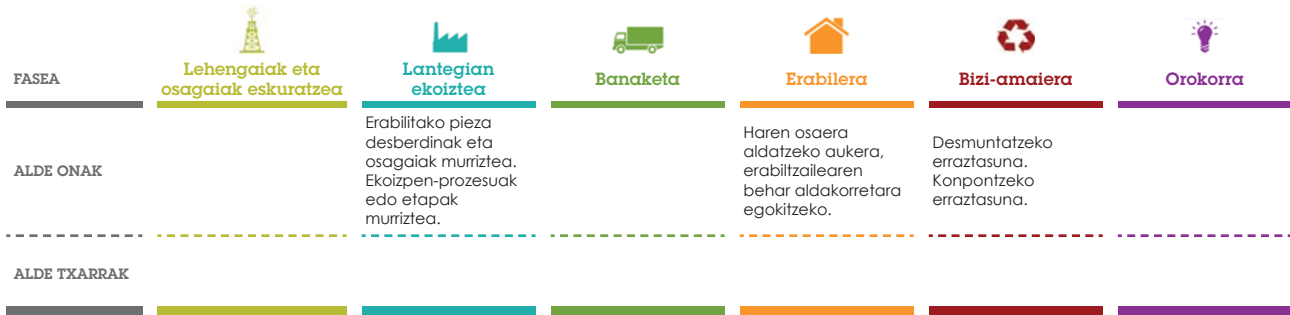 FASEA
Lehengaiak eta
osagaiak eskuratzea
Lantegian
ekoiztea
Banaketa
Erabilera
Bizi-amaiera
Orokorra
ALDE ONAK
Erabilitako pieza
desberdinak eta
osagaiak murriztea.
Ekoizpen-prozesuak
edo etapak
murriztea.
Haren osaera
aldatzeko aukera,
erabiltzailearen
behar aldakorretara
egokitzeko.
Desmuntatzeko
erraztasuna.
Konpontzeko
erraztasuna.
ALDE TXARRAK